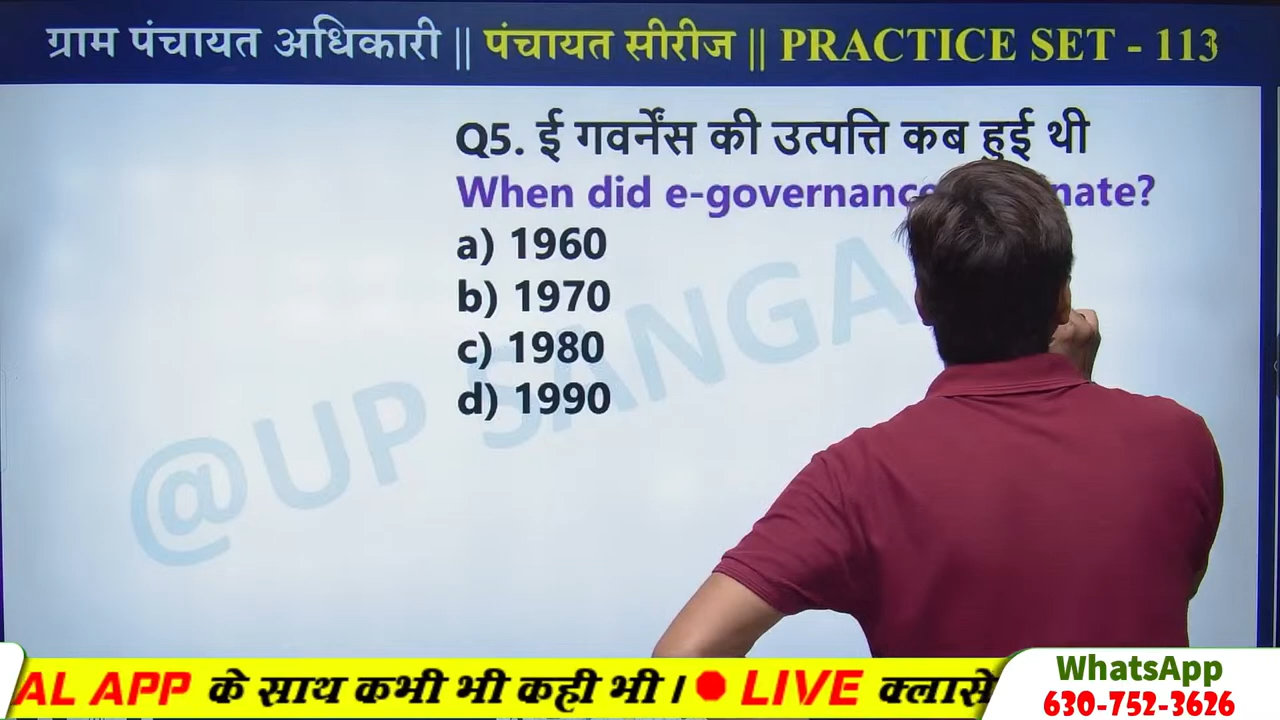 ग्राम पंचायत अधिकारी || पंचायत सीरीज || PRACTICE SET - 113
Q5. ई गवर्नेंस की उत्पत्ति कब हुई थी
When did e-governance
a) 1960
b) 1970
c) 1980
d) 1990
@UP SANGA
AL APP के साथ कभी भी कही भी । LIVE क्लासे
WhatsApp
630-752-3626